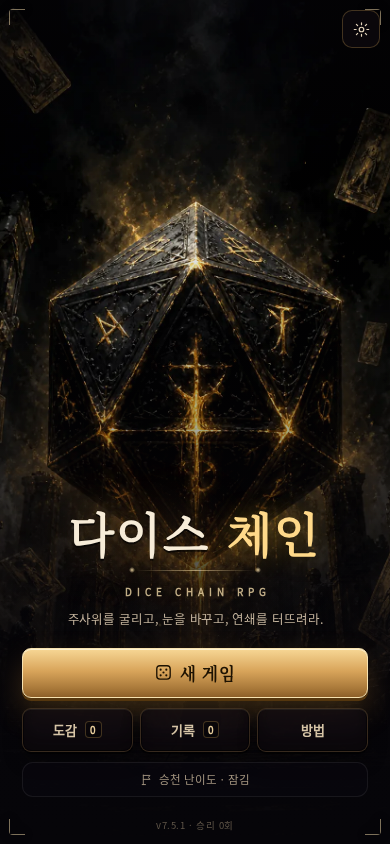 다이스 체인
DICE CHAIN RPG
주사위를 굴리고, 눈을 바꾸고, 연쇄를 터뜨려라.
새 게임
도감 0 기록 0 방법
승천 난이도 · 잠김
v7.5.1 · 승리 0회